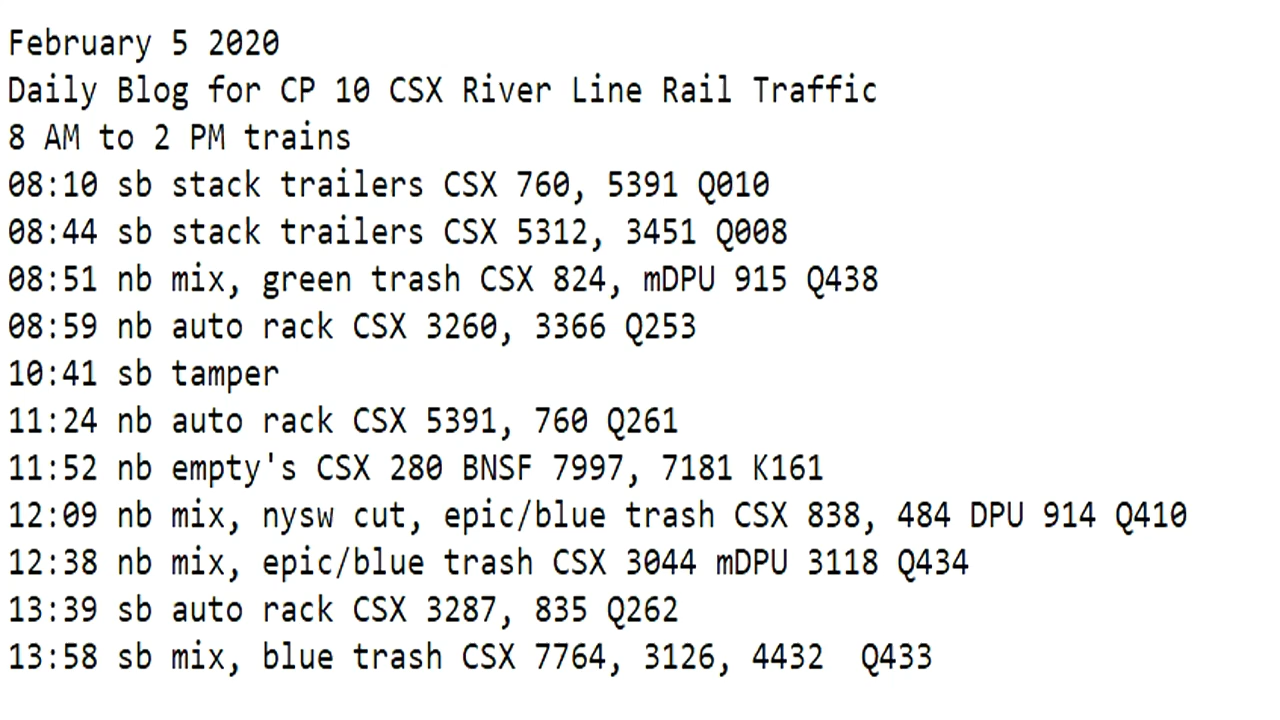 February 5 2020
Daily Blog for CP 10 CSX River Line Rail Traffic
8 AM to 2 PM trains
08:10 sb stack trailers CSX 760, 5391 Q010
08:44 sb stack trailers CSX 5312, 3451 Q008
08:51 nb mix, green trash CSX 824, mDPU 915 Q438
08:59 nb auto rack CSX 3260, 3366 Q253
10:41 sb tamper
11:24 nb auto rack CSX 5391, 760 Q261
11:52 nb empty's CSX 280 BNSF 7997, 7181 K161
12:09 nb mix, nysw cut, epic/blue trash CSX 838, 484 DPU 914 Q410
12:38 nb mix, epic/blue trash CSX 3044 mDPU 3118 Q434
13:39 sb auto rack CSX 3287, 835 Q262
13:58 sb mix, blue trash CSX 7764, 3126, 4432  Q433